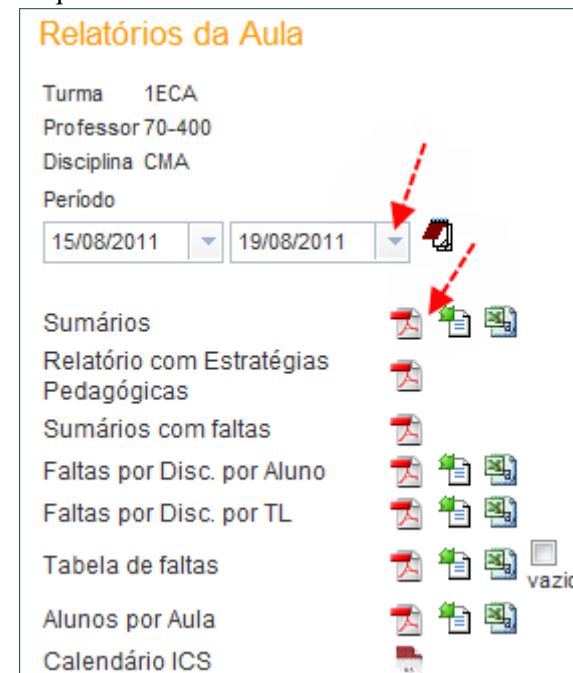 Relatórios da Aula
Turma 1ECA
Professor 70-400
Disciplina CMA
Período
15/08/2011 19/08/2011
Sumários
Relatório com Estratégias
Pedagógicas
Sumários com faltas
Faltas por Disc. por Aluno
Faltas por Disc. por TL
Tabela de faltas
Alunos por Aula
Calendário ICS